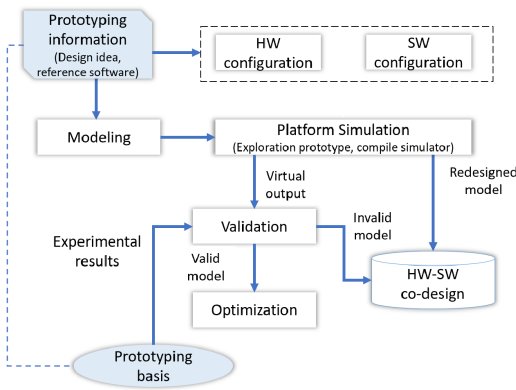 Prototyping
information
(Design idea,
reference software)
HW
configuration
SW
configuration
Modeling
Platform Simulation
(Exploration prototype, compile simulator)
Virtual
output
Redesigned
model
Experimental
results
Validation
Invalid
model
Valid
model
HW-SW
co-design
Optimization
Prototyping
basis